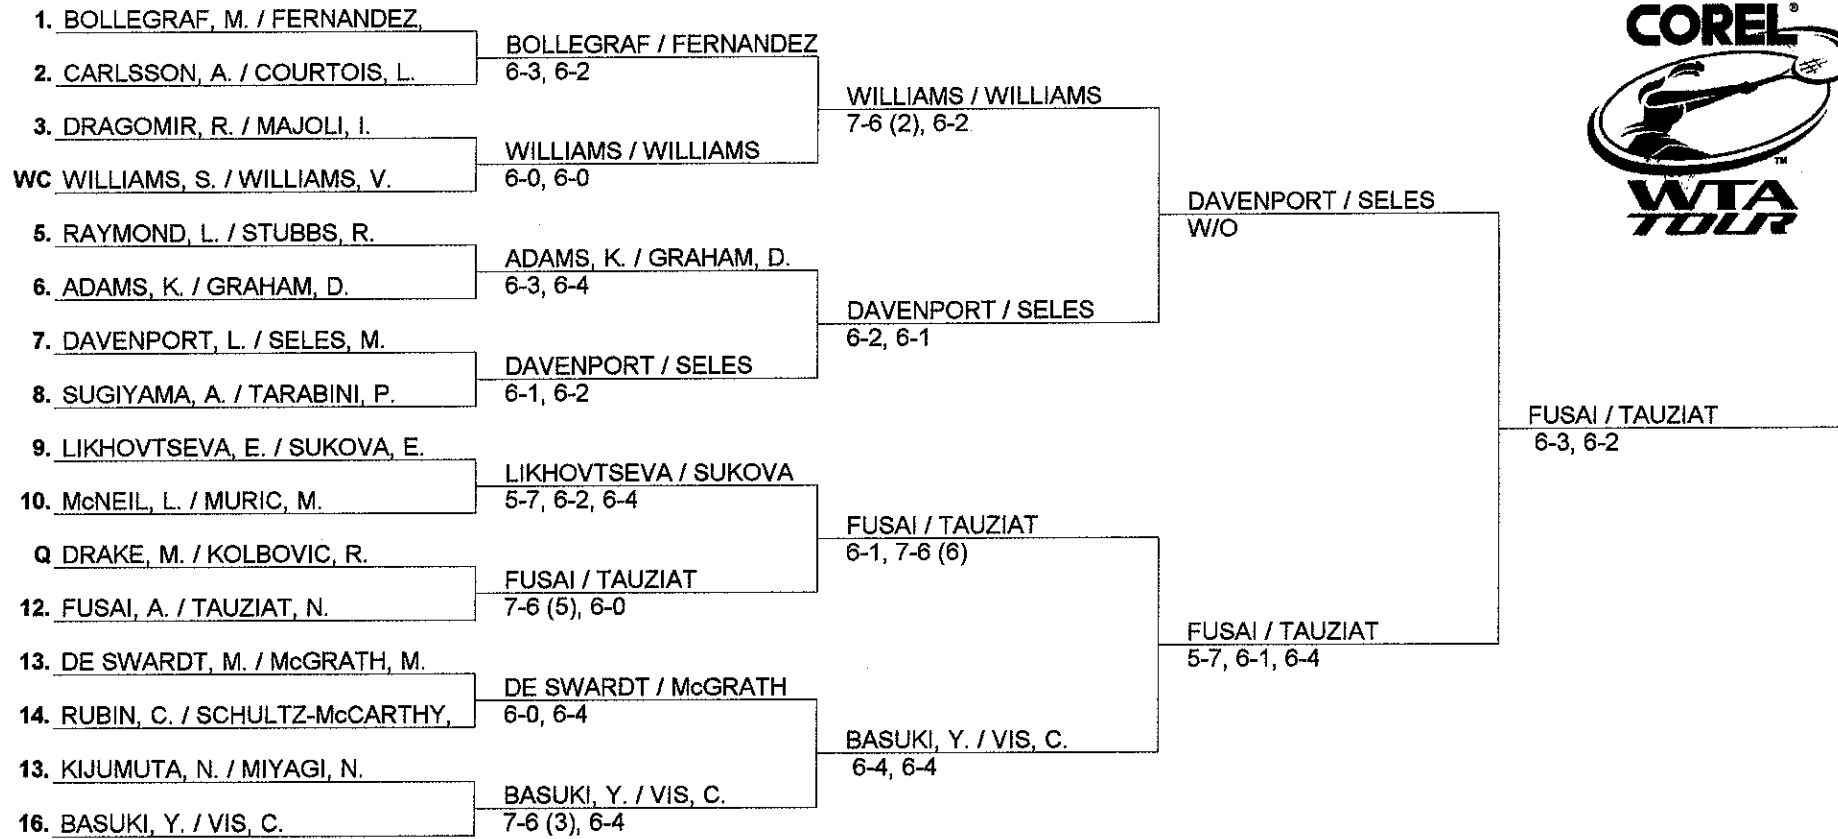 1. BOLLEGRAF, M. / FERNANDEZ,
2. CARLSSON, A. / COURTOIS, L.
3. DRAGOMIR, R. / MAJOLI, I.
WC WILLIAMS, S. / WILLIAMS, V.
5. RAYMOND, L. / STUBBS, R.
6. ADAMS, K. / GRAHAM, D.
7. DAVENPORT, L. / SELES, M.
8. SUGIYAMA, A. / TARABINI, P.
9. LIKHOVTSEVA, E. / SUKOVA, E.
10. McNEIL, L. / MURIC, M.
Q DRAKE, M. / KOLBOVIC, R.
12. FUSAI, A. / TAUZIAT, N.
13. DE SWARDT, M. / McGRATH, M.
14. RUBIN, C. / SCHULTZ-McCARTHY,
13. KIJUMUTA, N. / MIYAGI, N.
16. BASUKI, Y. / VIS, C.
BOLLEGRAF / FERNANDEZ
6-3, 6-2
WILLIAMS / WILLIAMS
6-0, 6-0
ADAMS, K. / GRAHAM, D.
6-3, 6-4
DAVENPORT / SELES
6-1, 6-2
LIKHOVTSEVA / SUKOVA
5-7, 6-2, 6-4
FUSAI / TAUZIAT
7-6 (5), 6-0
DE SWARDT / McGRATH
6-0, 6-4
BASUKI, Y. / VIS, C.
7-6 (3), 6-4
WILLIAMS / WILLIAMS
7-6 (2), 6-2
DAVENPORT / SELES
6-2, 6-1
FUSAI / TAUZIAT
6-1, 7-6 (6)
BASUKI, Y. / VIS, C.
6-4, 6-4
DAVENPORT / SELES
W/O
FUSAI / TAUZIAT
5-7, 6-1, 6-4
FUSAI / TAUZIAT
6-3, 6-2
COREL®
™
WTA
TOUR